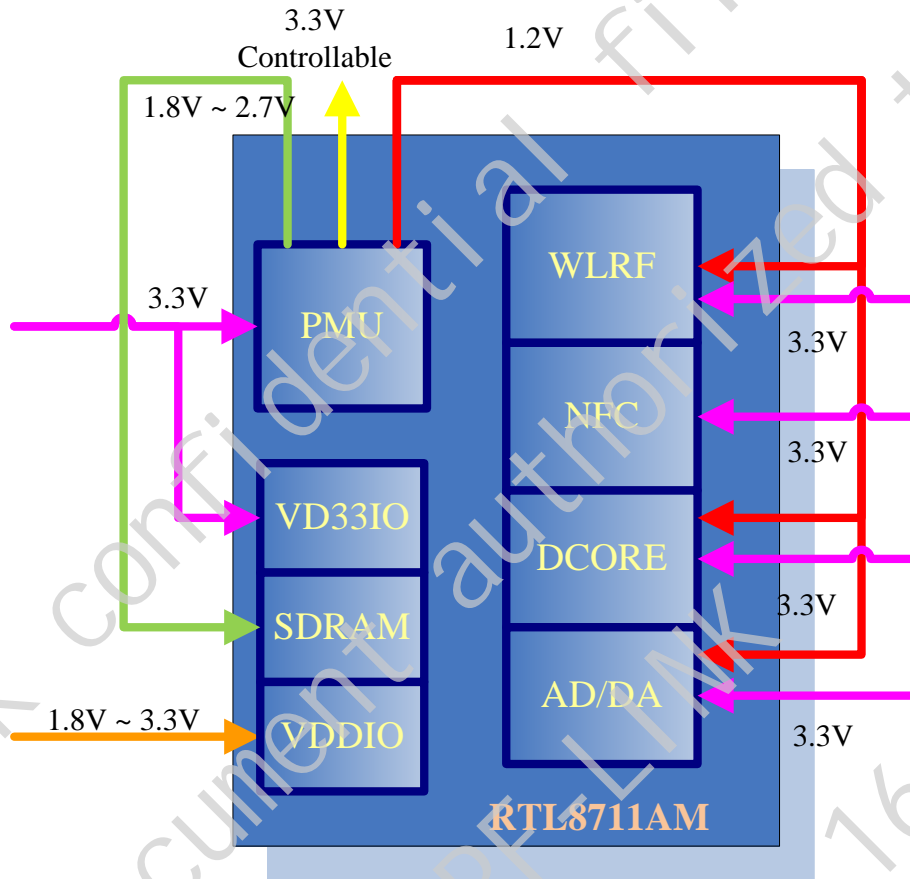 3.3V
Controllable
1.2V
1.8V ~ 2.7V
WLRF
3.3V
PMU
3.3V
NFC
3.3V
VD33IO
DCORE
SDRAM
3.3V
AD/DA
1.8V ~ 3.3V
VDDIO
3.3V
RTL8711AM
confidential
authorized